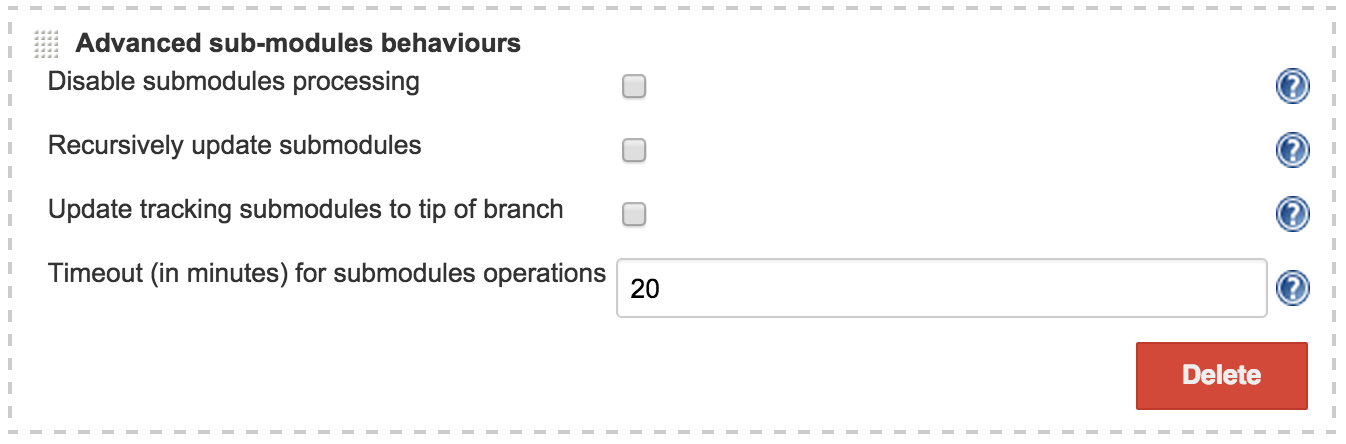 Advanced sub-modules behaviours
Disable submodules processing
?
Recursively update submodules
?
Update tracking submodules to tip of branch
?
Timeout (in minutes) for submodules operations 20
?
Delete